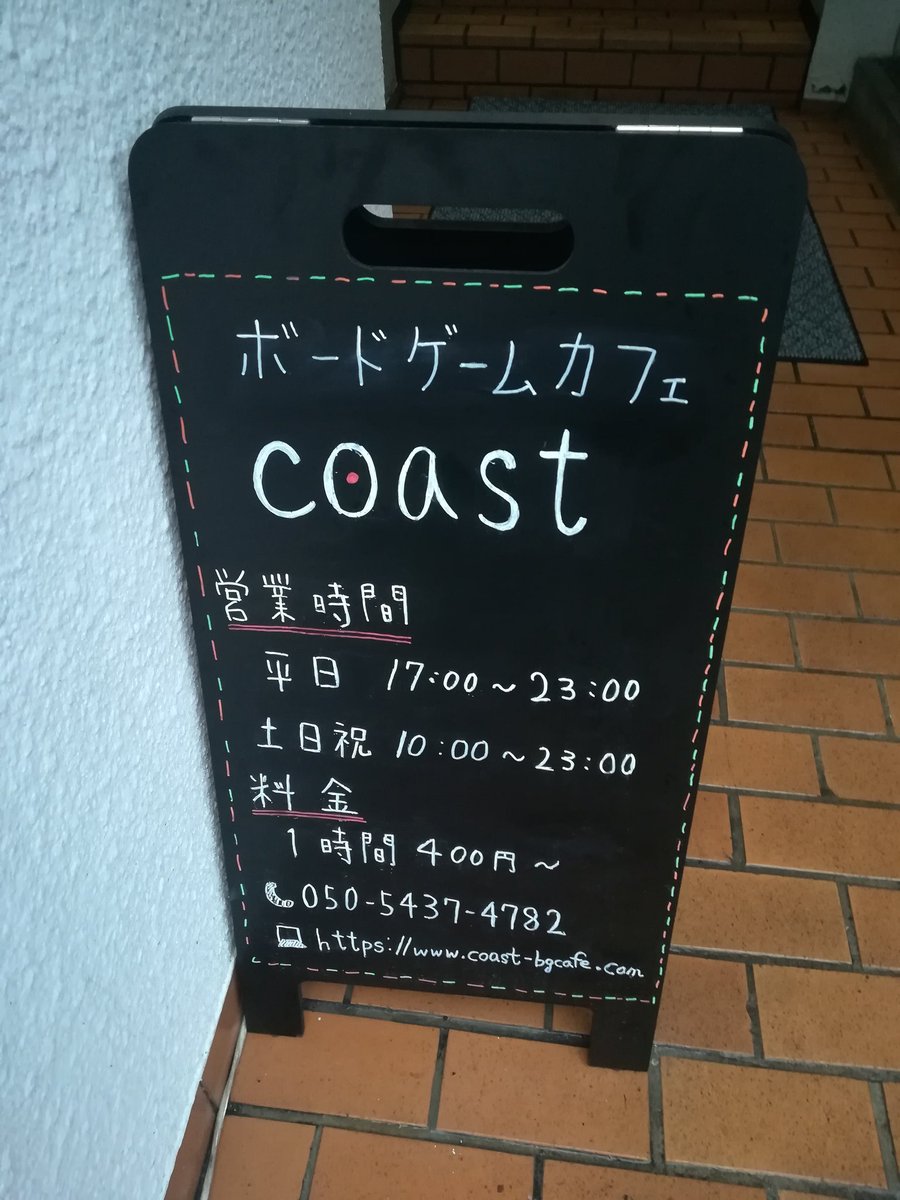 ボードゲームカフェ
coast
営業時間
平日 17:00~23:00
土日祝 10:00~23:00
料金
1時間 400円~
050-5437-4782
https://www.coast-bgcafe.com